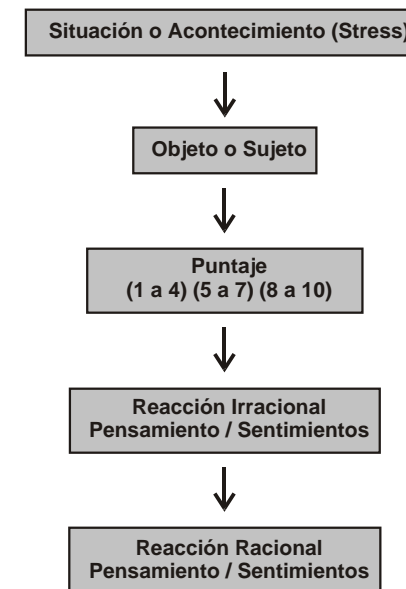 Situación o Acontecimiento (Stress)
Objeto o Sujeto
Puntaje
(1 a 4) (5 a 7) (8 a 10)
Reacción Irracional
Pensamiento / Sentimientos
Reacción Racional
Pensamiento / Sentimientos